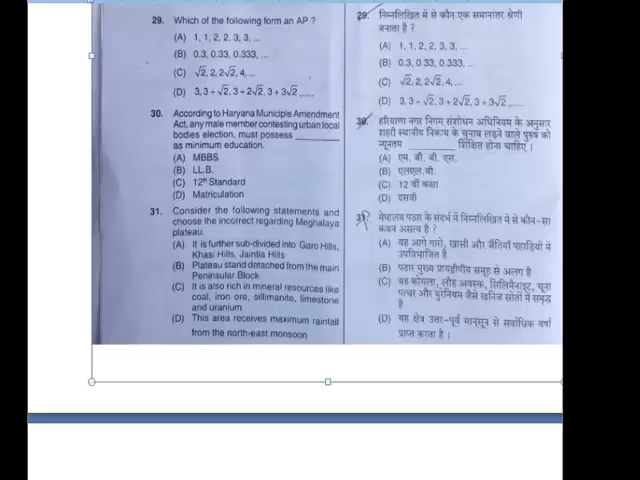 29. Which of the following form an AP ?
(A) 1, 1, 2, 2, 3, 3, ...
(B) 0.3, 0.33, 0.333, ...
(C) √2, 2, 2√2, 4, ...
(D) 3, 3 + √2, 3 + 2√2, 3 + 3√2 ,.....
30. According to Haryana Municiple Amendment
Act, any male member contesting urban local
bodies election, must possess ________
as minimum education.
(A) MBBS
(B) LL.B.
(C) 12th Standard
(D) Matriculation
31. Consider the following statements and
choose the incorrect regarding Meghalaya
plateau.
(A) It is further sub-divided into Garo Hills,
Khasi Hills, Jaintia Hills
(B) Plateau stand detached from the main
Peninsular Block
(C) It is also rich in mineral resources like
coal, iron ore, sillimanite, limestone
and uranium
(D) This area receives maximum rainfall
from the north-east monsoon
29. निम्नलिखित में से कौन एक समानांतर श्रेणी
बनाता है ?
(A) 1, 1, 2, 2, 3, 3, ...
(B) 0.3, 0.33, 0.333, ...
(C) √2, 2, 2√2, 4, ...
(D) 3, 3 + √2, 3 + 2√2, 3 + 3√2 ,.....
30. हरियाणा नगर निगम संशोधन अधिनियम के अनुसार
शहरी स्थानीय निकाय के चुनाव लड़ने वाले पुरुष को
न्यूनतम ________ शिक्षित होना चाहिए ।
(A) एम. बी. बी. एस.
(B) एलएल.बी.
(C) 12 वीं कक्षा
(D) दसवीं
31. मेघालय पठार के संदर्भ में निम्नलिखित में से कौन-सा
कथन असत्य है ?
(A) यह आगे गारो, खासी और जैंतिया पहाड़ियों में
उपविभाजित है
(B) पठार मुख्य प्रायद्वीपीय समूह से अलग है
(C) यह कोयला, लौह अयस्क, सिलिमैनाइट, चूना
पत्थर और युरेनियम जैसे खनिज स्रोतों में समृद्ध
है
(D) यह क्षेत्र उत्तर-पूर्व मानसून से सर्वाधिक वर्षा
प्राप्त करता है ।